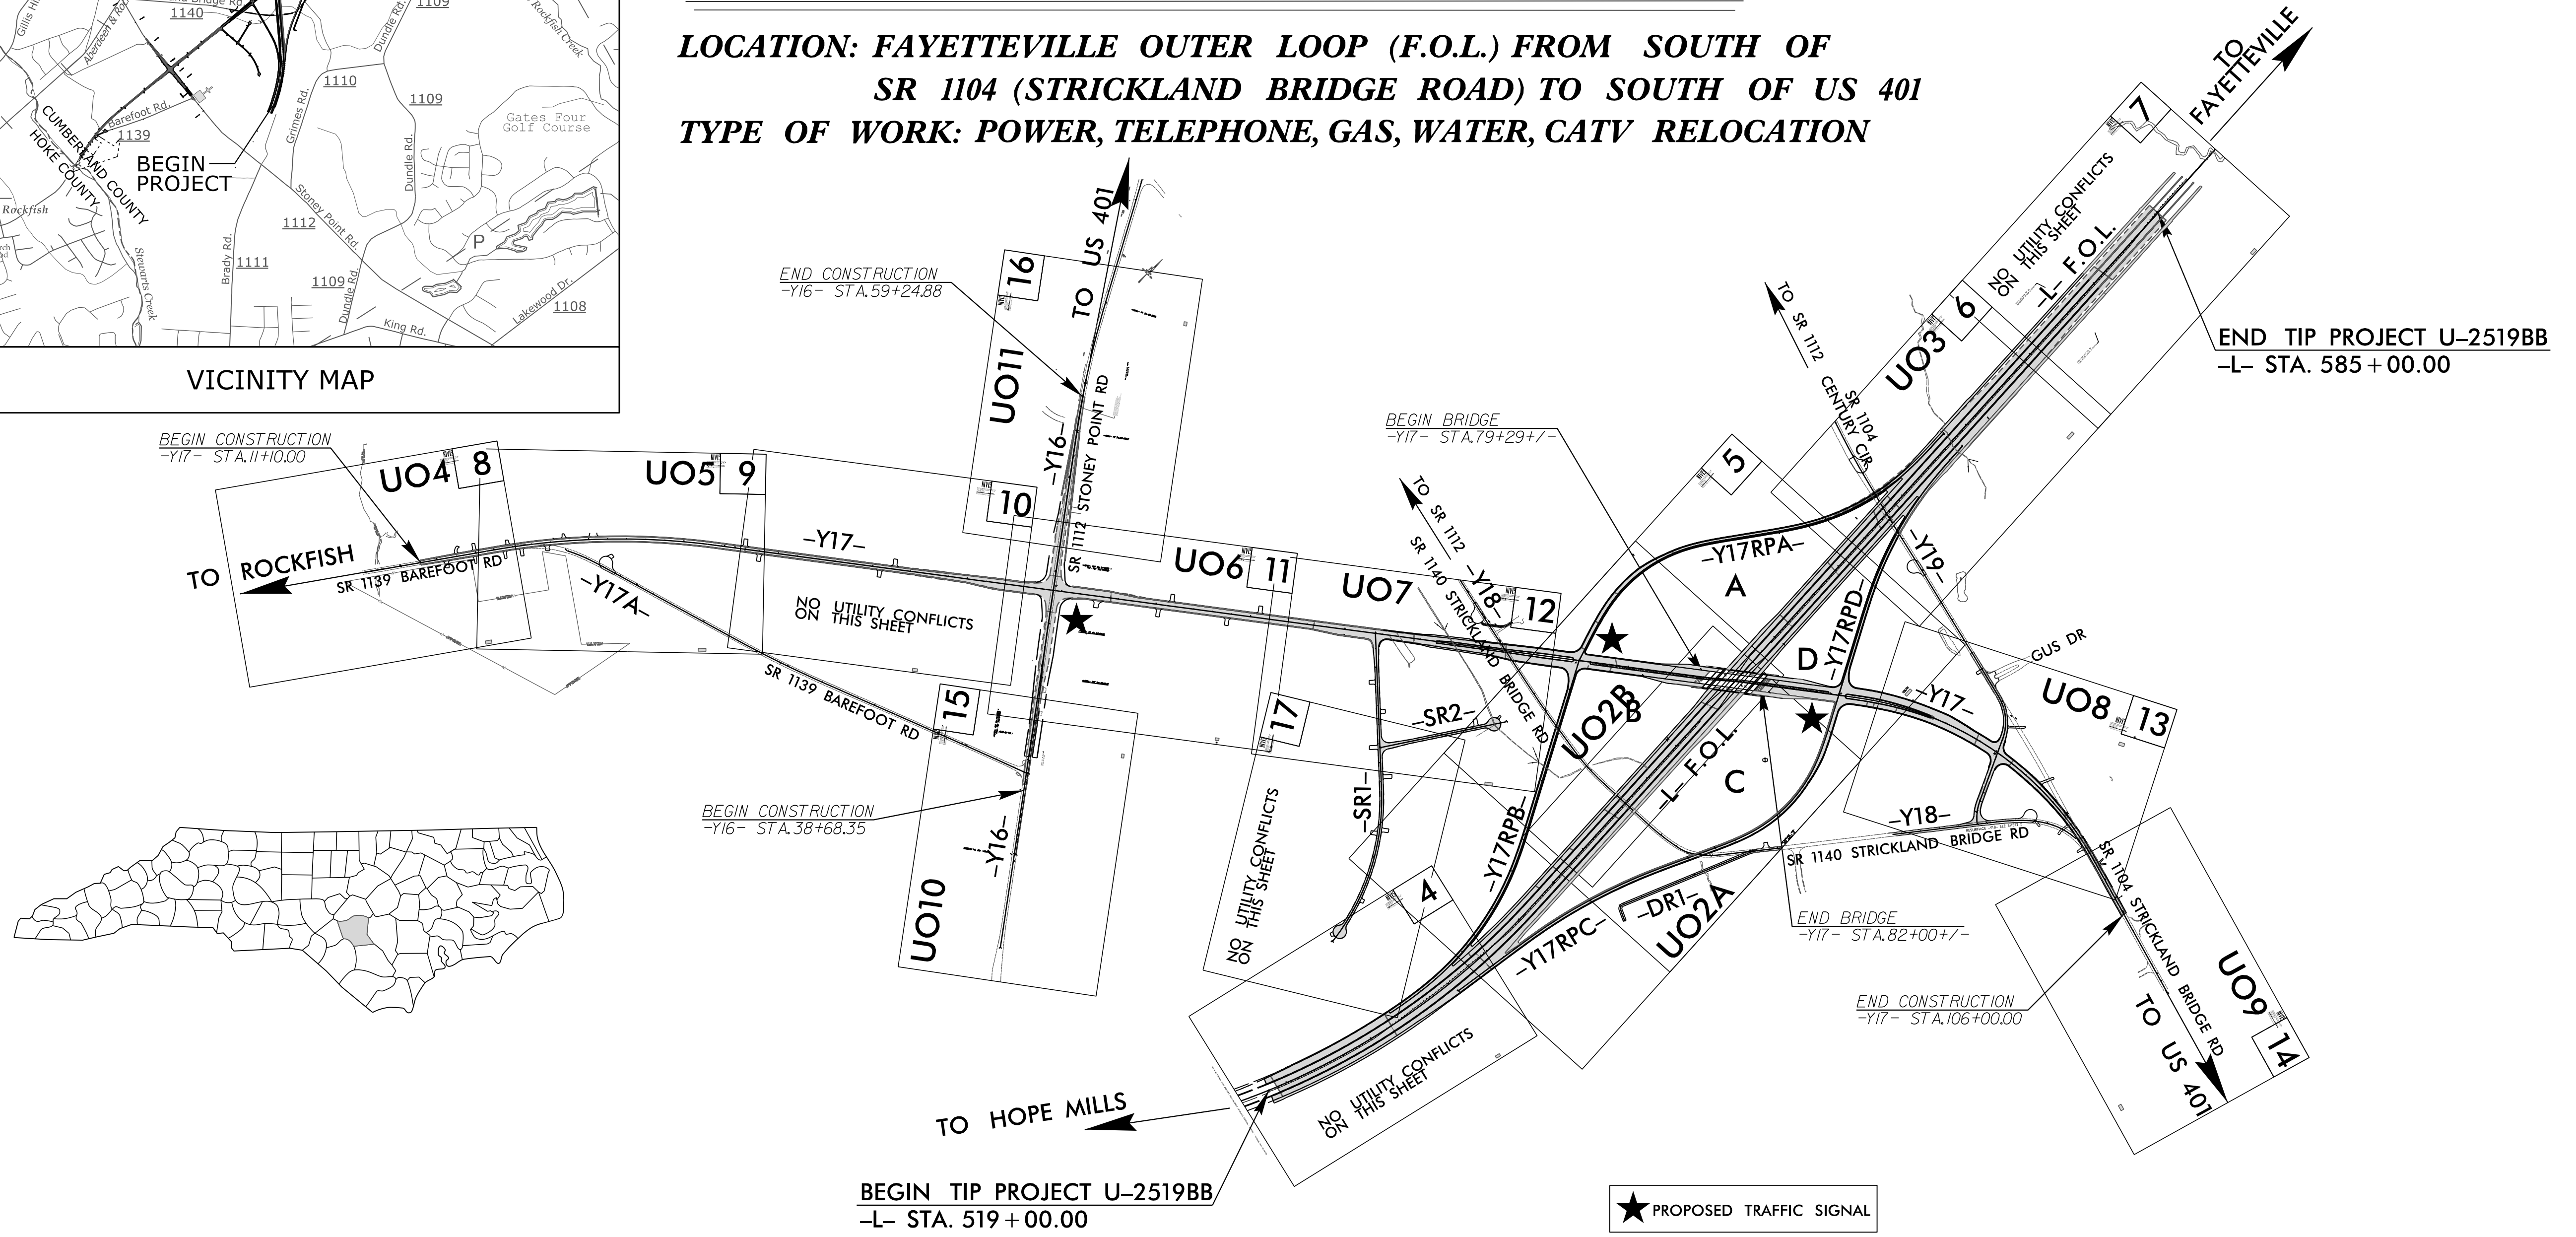 LOCATION: FAYETTEVILLE OUTER LOOP (F.O.L.) FROM SOUTH OF
SR 1104 (STRICKLAND BRIDGE ROAD) TO SOUTH OF US 401
TYPE OF WORK: POWER, TELEPHONE, GAS, WATER, CATV RELOCATION
1140
1109
Dundle Rd.
Rockfish Creek
1110
1109
Grimes Rd.
Gates Four
Golf Course
Barefoot Rd.
1139
CUMBERLAND COUNTY
HOKE COUNTY
BEGIN
PROJECT
Dundle Rd.
Stoney Point Rd.
Rockfish
1112
P
Brady Rd.
1111
Stewarts Creek
1109
Dundle Rd.
Lakewood Dr.
1108
King Rd.
VICINITY MAP
TO
FAYETTEVILLE
7
NO UTILITY CONFLICTS
ON THIS SHEET
-L- F.O.L.
6
UO3
END TIP PROJECT U-2519BB
-L- STA. 585+00.00
TO US 401
16
UO11
END CONSTRUCTION
-Y16- STA.59+24.88
-Y16-
SR 1112 STONEY POINT RD
TO SR 1112
SR 1104
CENTURY CIR
BEGIN BRIDGE
-Y17- STA.79+29+/-
5
BEGIN CONSTRUCTION
-Y17- STA.11+10.00
UO4 8
UO5 9
10
TO ROCKFISH
SR 1139 BAREFOOT RD
-Y17A-
-Y17-
NO UTILITY CONFLICTS
ON THIS SHEET
UO6 11
UO7
12
TO SR 1112
SR 1140 STRICKLAND BRIDGE RD
-Y18-
-Y17RPA-
A
-Y19-
D
-Y17RPD-
GUS DR
-Y17-
UO8 13
SR 1139 BAREFOOT RD
15
17
-SR2-
UO2B
B
-L- F.O.L.
C
-SR1-
-Y17RPB-
BEGIN CONSTRUCTION
-Y16- STA.38+68.35
-Y16-
UO10
NO UTILITY CONFLICTS
ON THIS SHEET
4
-Y18-
SR 1140 STRICKLAND BRIDGE RD
-DR1-
UO2A
-Y17RPC-
END BRIDGE
-Y17- STA.82+00+/-
SR 1104 STRICKLAND BRIDGE RD
END CONSTRUCTION
-Y17- STA.106+00.00
UO9
14
TO US 401
NO UTILITY CONFLICTS
ON THIS SHEET
TO HOPE MILLS
BEGIN TIP PROJECT U-2519BB
-L- STA. 519+00.00
PROPOSED TRAFFIC SIGNAL